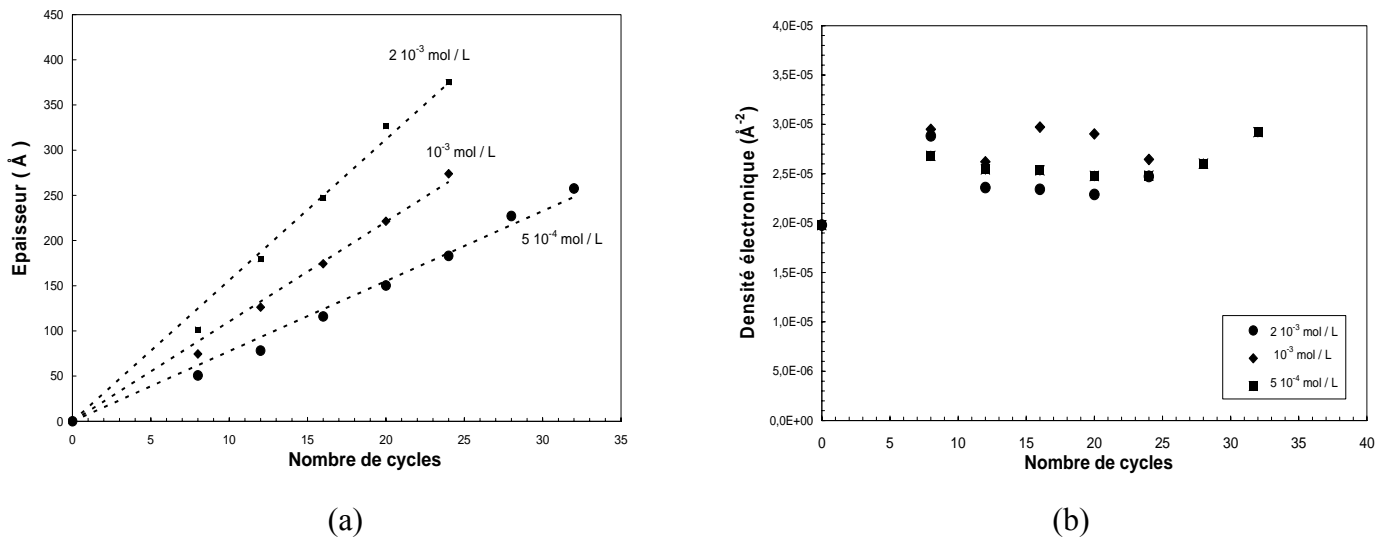 450
400
350
300
250
200
150
100
50
0
Epaisseur ( Å )
2 10⁻³ mol / L
10⁻³ mol / L
5 10⁻⁴ mol / L
0 5 10 15 20 25 30 35
Nombre de cycles
(a)
4,0E-05
3,5E-05
3,0E-05
2,5E-05
2,0E-05
1,5E-05
1,0E-05
5,0E-06
0,0E+00
Densité électronique (Å⁻²)
2 10⁻³ mol / L
10⁻³ mol / L
5 10⁻⁴ mol / L
0 10 20 30 40
Nombre de cycles
(b)